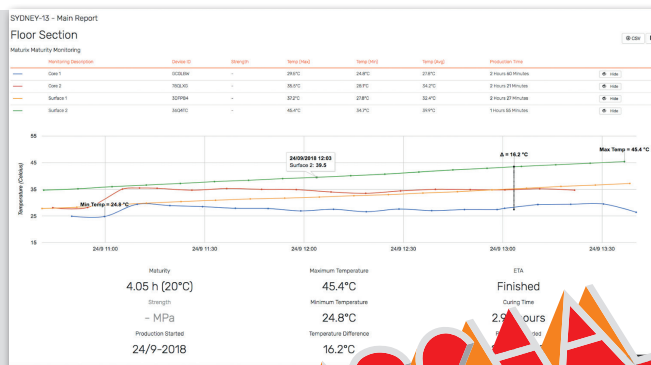 SYDNEY-13 - Main Report
Floor Section
CSV
Maturix Maturity Monitoring
Monitoring Description Device ID Strength Temp (Max) Temp (Min) Temp (Avg) Production Time
Core 1 - 29.6°C 24.8°C 27.8°C 2 Hours 40 Minutes Hide
Core 2 - 35.5°C 28.1°C 34.2°C 2 Hours 21 Minutes Hide
Surface 1 - 37.2°C 27.8°C 32.4°C 2 Hours 27 Minutes Hide
Surface 2 - 45.4°C 34.7°C 39.9°C 1 Hours 55 Minutes Hide
Temperature (Celsius)
55
45
35
25
15
Min Temp = 24.8 °C
24/09/2018 12:03
Surface 2: 39.5
Δ = 16.2 °C
Max Temp = 45.4 °C
24/9 11:00 24/9 11:30 24/9 12:00 24/9 12:30 24/9 13:00 24/9 13:30
Maturity Maximum Temperature ETA
4.05 h (20°C) 45.4°C Finished
Strength Minimum Temperature Curing Time
- MPa 24.8°C
Production Started Temperature Difference
24/9-2018 16.2°C